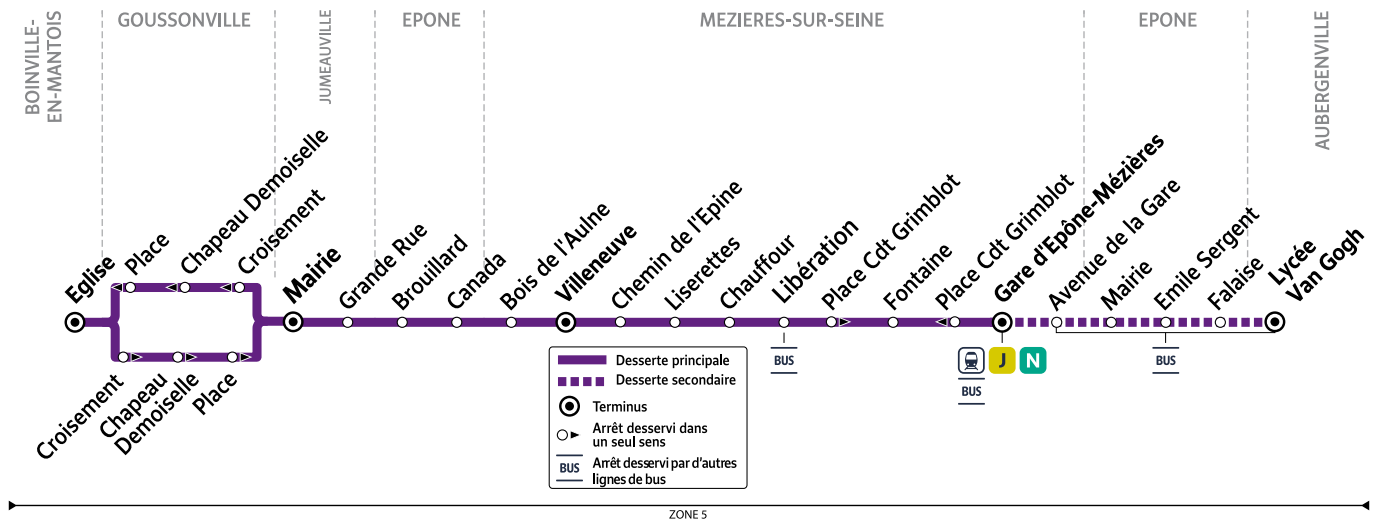 BOINVILLE-
EN-MANTOIS
GOUSSONVILLE
JUMEAUVILLE
EPONE
MEZIERES-SUR-SEINE
EPONE
AUBERGENVILLE
Eglise
Place
Chapeau Demoiselle
Croisement
Croisement
Chapeau
Demoiselle
Place
Mairie
Grande Rue
Brouillard
Canada
Bois de l'Aulne
Villeneuve
Chemin de l'Epine
Liserettes
Chauffour
Libération
Place Cdt Grimblot
Fontaine
Place Cdt Grimblot
Gare d'Epône-Mézières
Avenue de la Gare
Mairie
Emile Sergent
Falaise
Lycée
Van Gogh
BUS
J
N
BUS
BUS
Desserte principale
Desserte secondaire
Terminus
Arrêt desservi dans
un seul sens
BUS
Arrêt desservi par d'autres
lignes de bus
ZONE 5